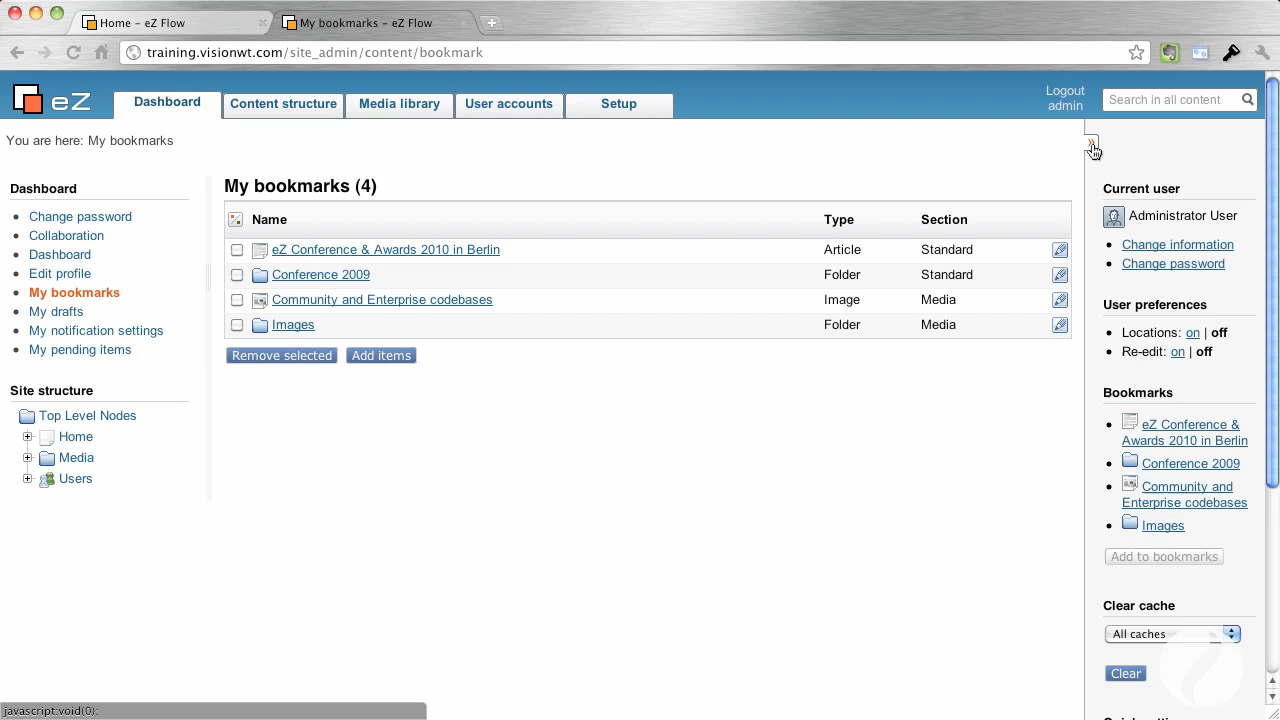 Home – eZ Flow
My bookmarks – eZ Flow
training.visionwt.com/site_admin/content/bookmark
eZ
Dashboard
Content structure
Media library
User accounts
Setup
Logout
admin
Search in all content
You are here: My bookmarks
»
Dashboard
Change password
Collaboration
Dashboard
Edit profile
My bookmarks
My drafts
My notification settings
My pending items
Site structure
Top Level Nodes
Home
Media
Users
My bookmarks (4)
Name Type Section
eZ Conference & Awards 2010 in Berlin Article Standard
Conference 2009 Folder Standard
Community and Enterprise codebases Image Media
Images Folder Media
Remove selected Add items
Current user
Administrator User
Change information
Change password
User preferences
Locations: on | off
Re-edit: on | off
Bookmarks
eZ Conference &
Awards 2010 in Berlin
Conference 2009
Community and
Enterprise codebases
Images
Add to bookmarks
Clear cache
All caches
Clear
javascript:void(0);